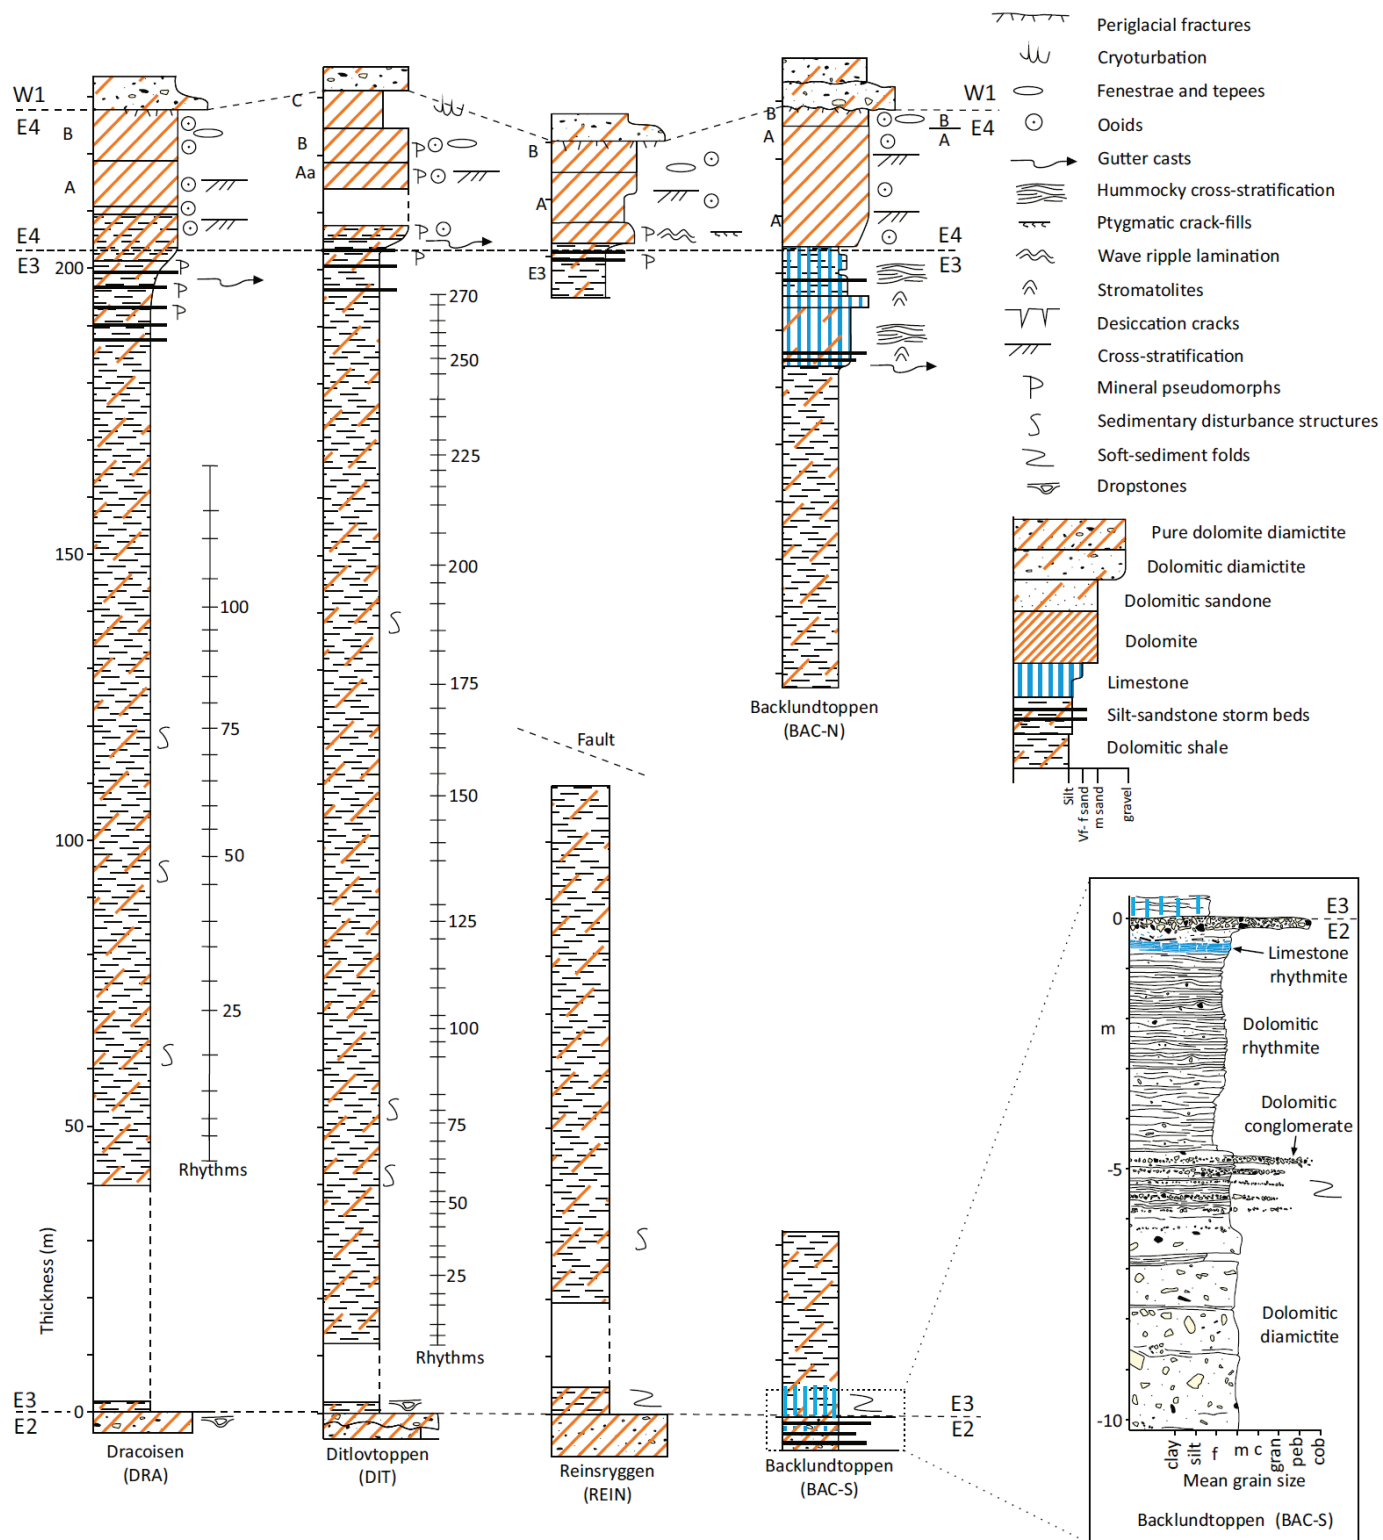 W1
E4
B
A
E4
E3
200
150
100
50
0
Thickness (m)
E3
E2
100
75
50
25
Rhythms
Dracoisen
(DRA)
C
B
Aa
270
250
225
200
175
150
125
100
75
50
25
Rhythms
Ditlovtoppen
(DIT)
B
A
E3
Fault
Reinsryggen
(REIN)
B
A
A
W1
B
A
E4
E4
E3
Backlundtoppen
(BAC-N)
E3
E2
Backlundtoppen
(BAC-S)
Periglacial fractures
Cryoturbation
Fenestrae and tepees
Ooids
Gutter casts
Hummocky cross-stratification
Ptygmatic crack-fills
Wave ripple lamination
Stromatolites
Desiccation cracks
Cross-stratification
Mineral pseudomorphs
Sedimentary disturbance structures
Soft-sediment folds
Dropstones
Pure dolomite diamictite
Dolomitic diamictite
Dolomitic sandone
Dolomite
Limestone
Silt-sandstone storm beds
Dolomitic shale
Silt
Vf- f sand
m sand
gravel
0
E3
E2
Limestone
rhythmite
m
Dolomitic
rhythmite
Dolomitic
conglomerate
-5
Dolomitic
diamictite
-10
clay
silt
f
m
c
gran
peb
cob
Mean grain size
Backlundtoppen (BAC-S)